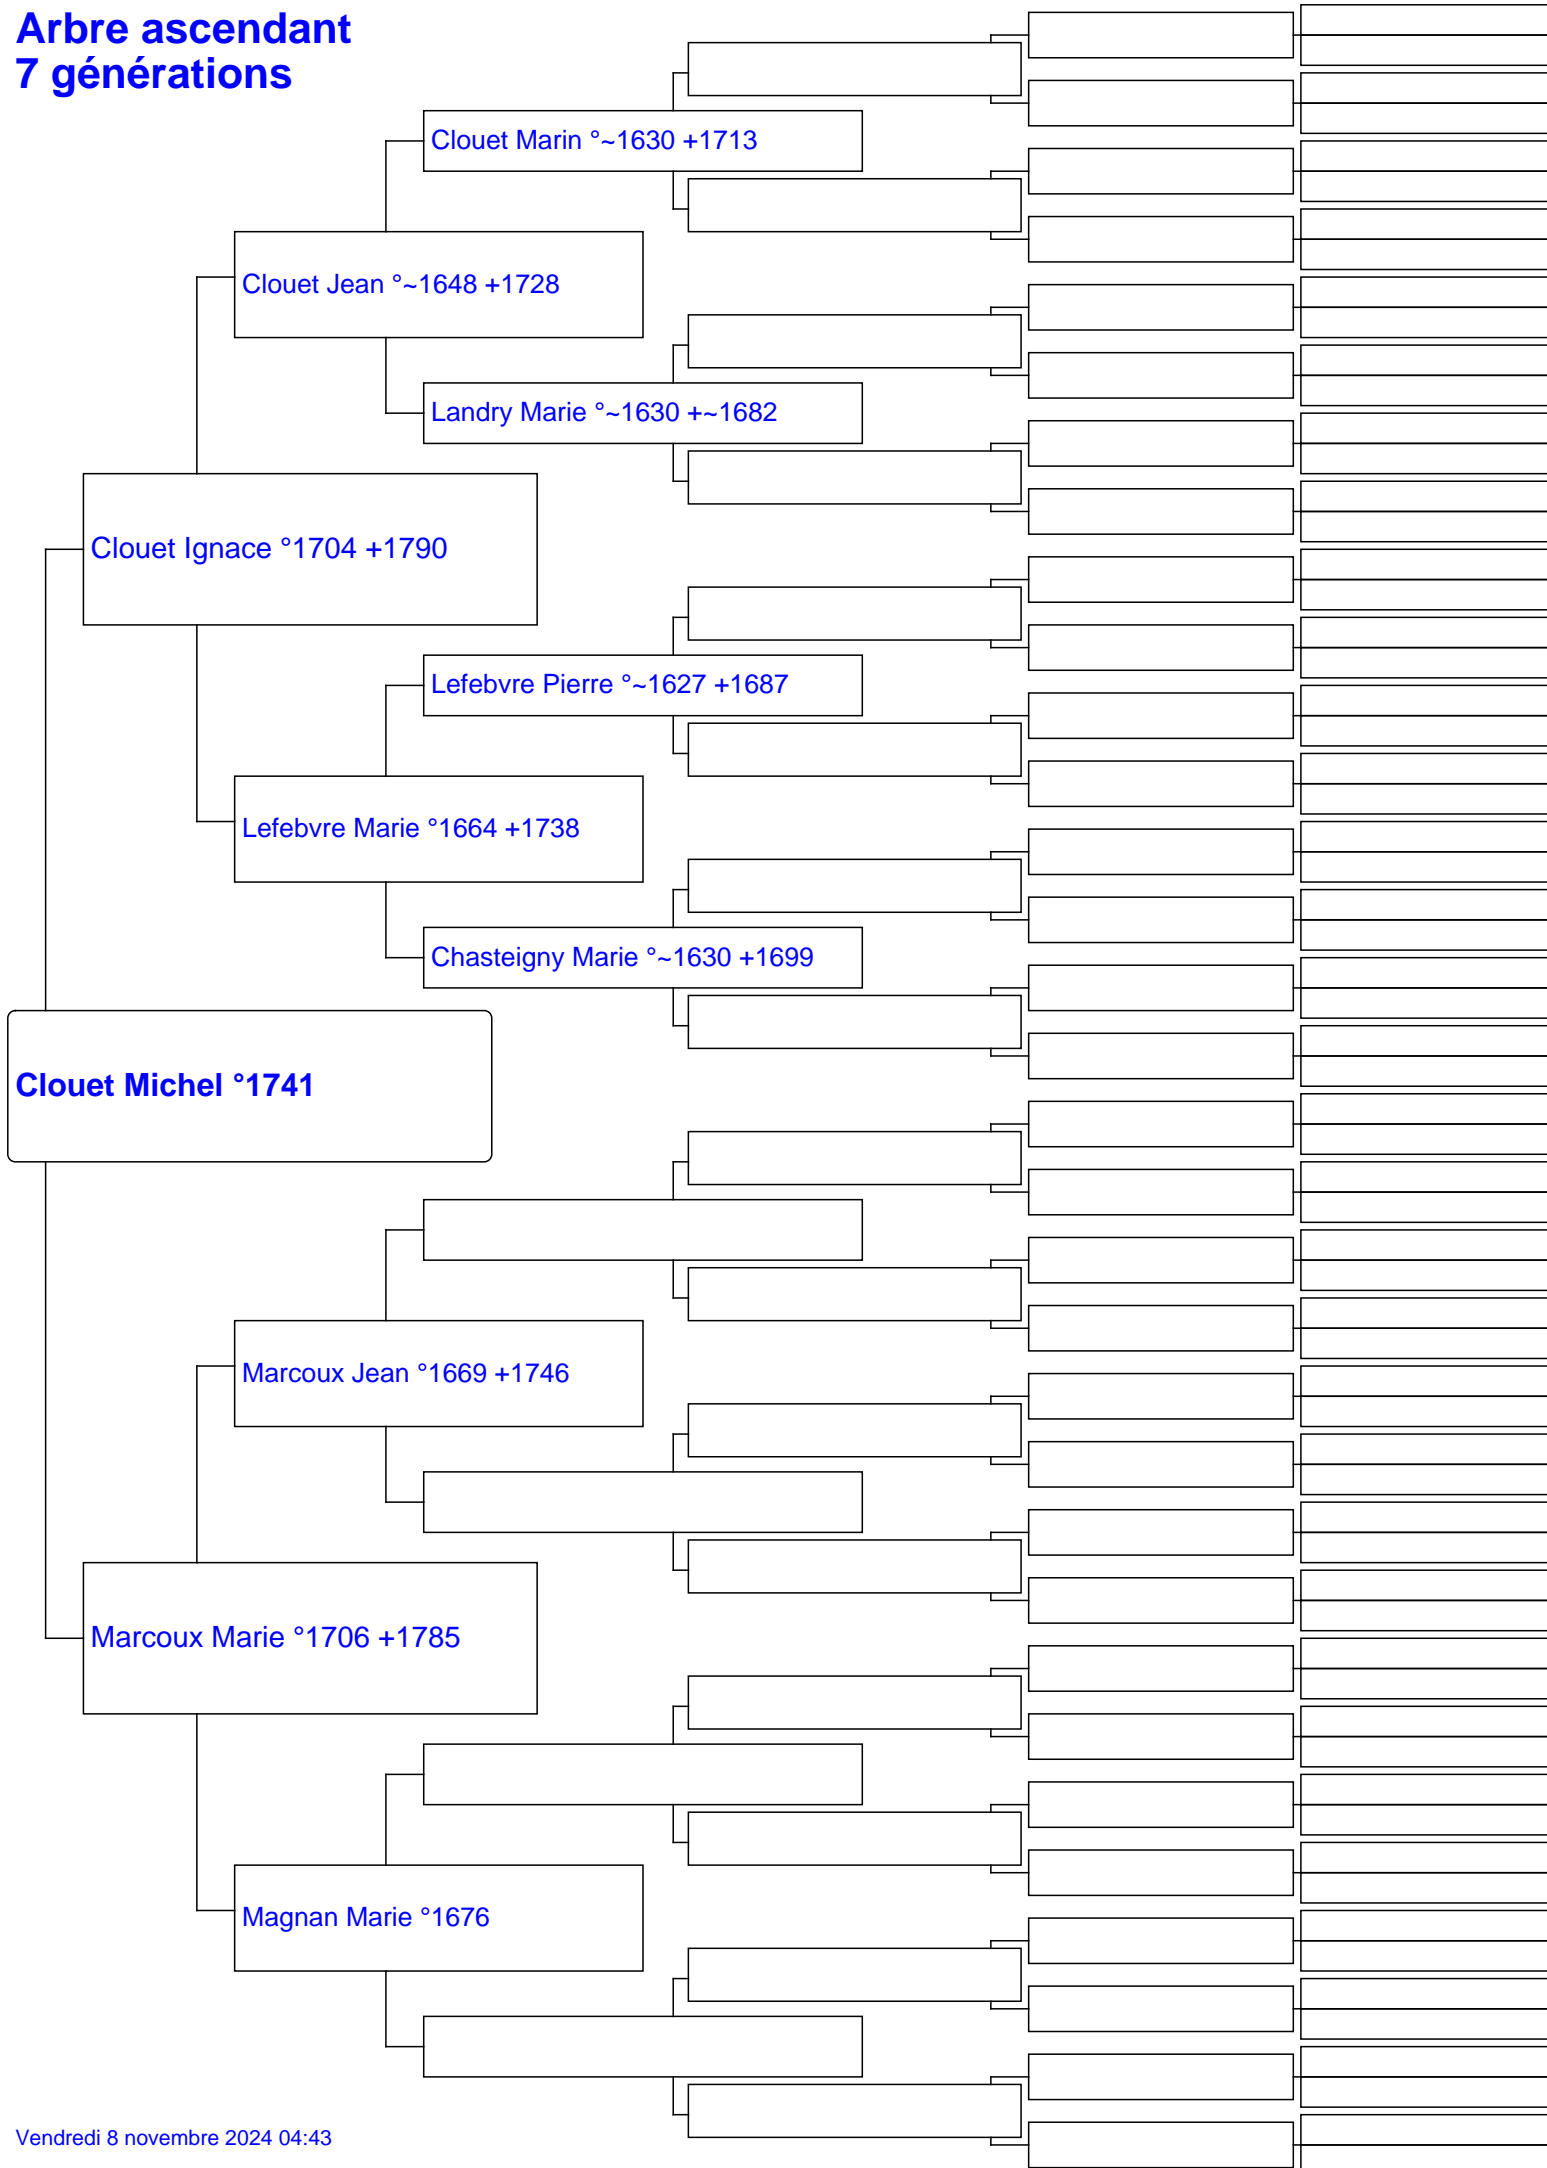 Arbre ascendant
7 générations
Clouet Marin °~1630 +1713
Clouet Jean °~1648 +1728
Landry Marie °~1630 +~1682
Clouet Ignace °1704 +1790
Lefebvre Pierre °~1627 +1687
Lefebvre Marie °1664 +1738
Chasteigny Marie °~1630 +1699
Clouet Michel °1741
Marcoux Jean °1669 +1746
Marcoux Marie °1706 +1785
Magnan Marie °1676
Vendredi 8 novembre 2024 04:43